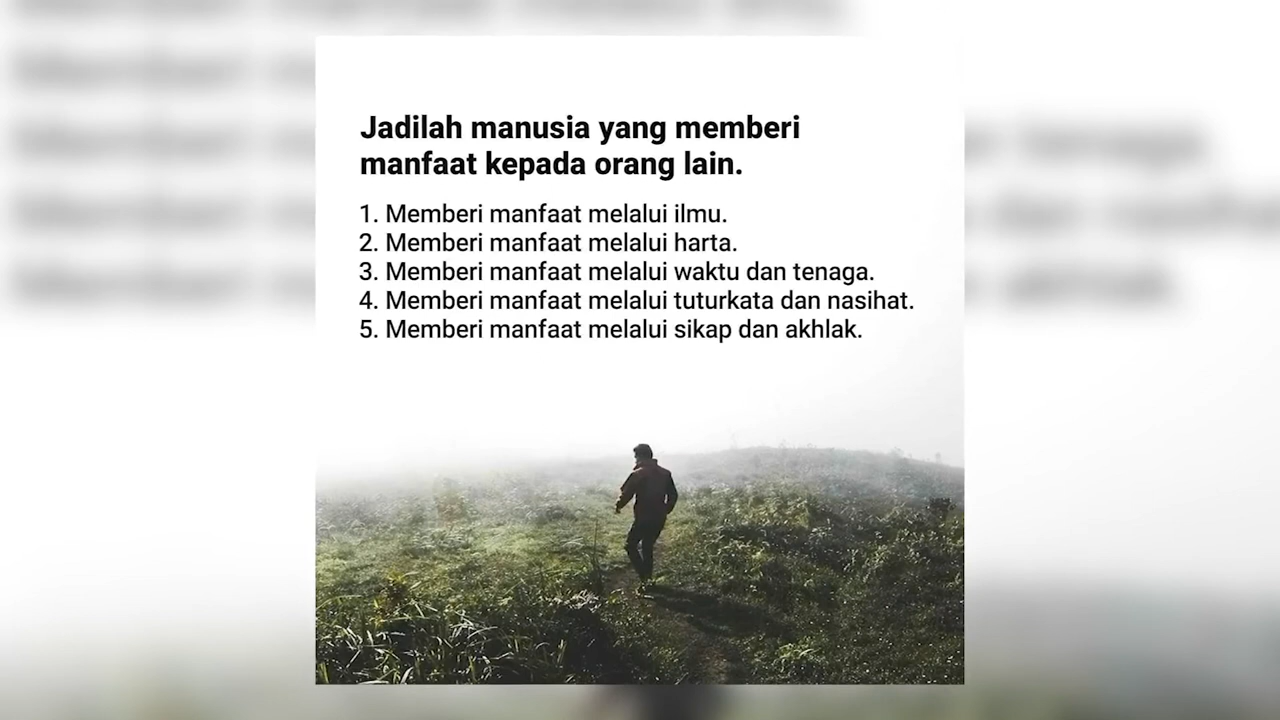 Jadilah manusia yang memberi
manfaat kepada orang lain.
1. Memberi manfaat melalui ilmu.
2. Memberi manfaat melalui harta.
3. Memberi manfaat melalui waktu dan tenaga.
4. Memberi manfaat melalui tuturkata dan nasihat.
5. Memberi manfaat melalui sikap dan akhlak.